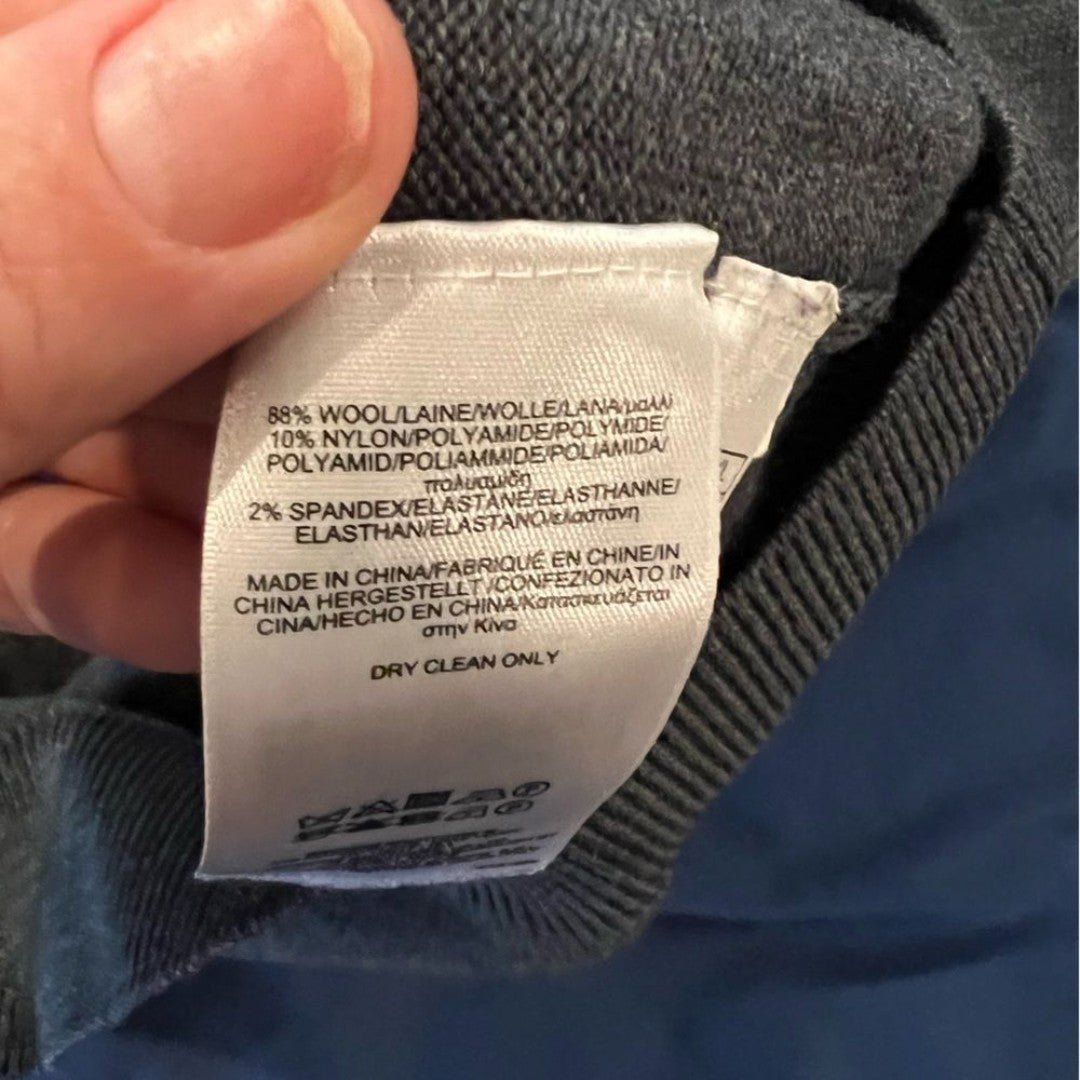 88% WOOL/LAINE/WOLLE/LANA/μαλλί
10% NYLON/POLYAMIDE/POLYMIDE/
POLYAMID/POLIAMMIDE/POLIAMIDA/
πολυαμιδη
2% SPANDEX/ELASTANE/ELASTHANNE/
ELASTHAN/ELASTANO/ελαστάνη
MADE IN CHINA/FABRIQUÉ EN CHINE/IN
CHINA HERGESTELLT/CONFEZIONATO IN
CINA/HECHO EN CHINA/Κατασκευάζεται
στην Κίνα
DRY CLEAN ONLY